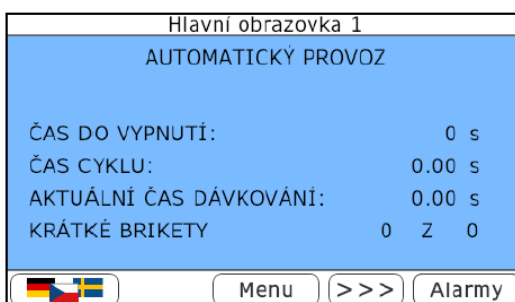 Hlavní obrazovka 1
AUTOMATICKÝ PROVOZ
ČAS DO VYPNUTÍ: 0 s
ČAS CYKLU: 0.00 s
AKTUÁLNÍ ČAS DÁVKOVÁNÍ: 0.00 s
KRÁTKÉ BRIKETY 0 Z 0
Menu >>> Alarmy